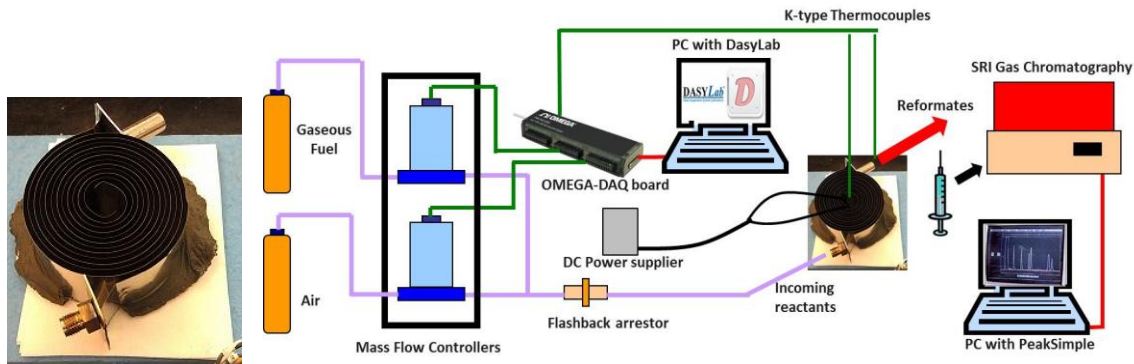 K-type Thermocouples
PC with DasyLab
SRI Gas Chromatography
DASYLab
D
Reformates
Gaseous
Fuel
OMEGA
OMEGA-DAQ board
DC Power supplier
Air
Incoming
reactants
Flashback arrestor
Mass Flow Controllers
PC with PeakSimple